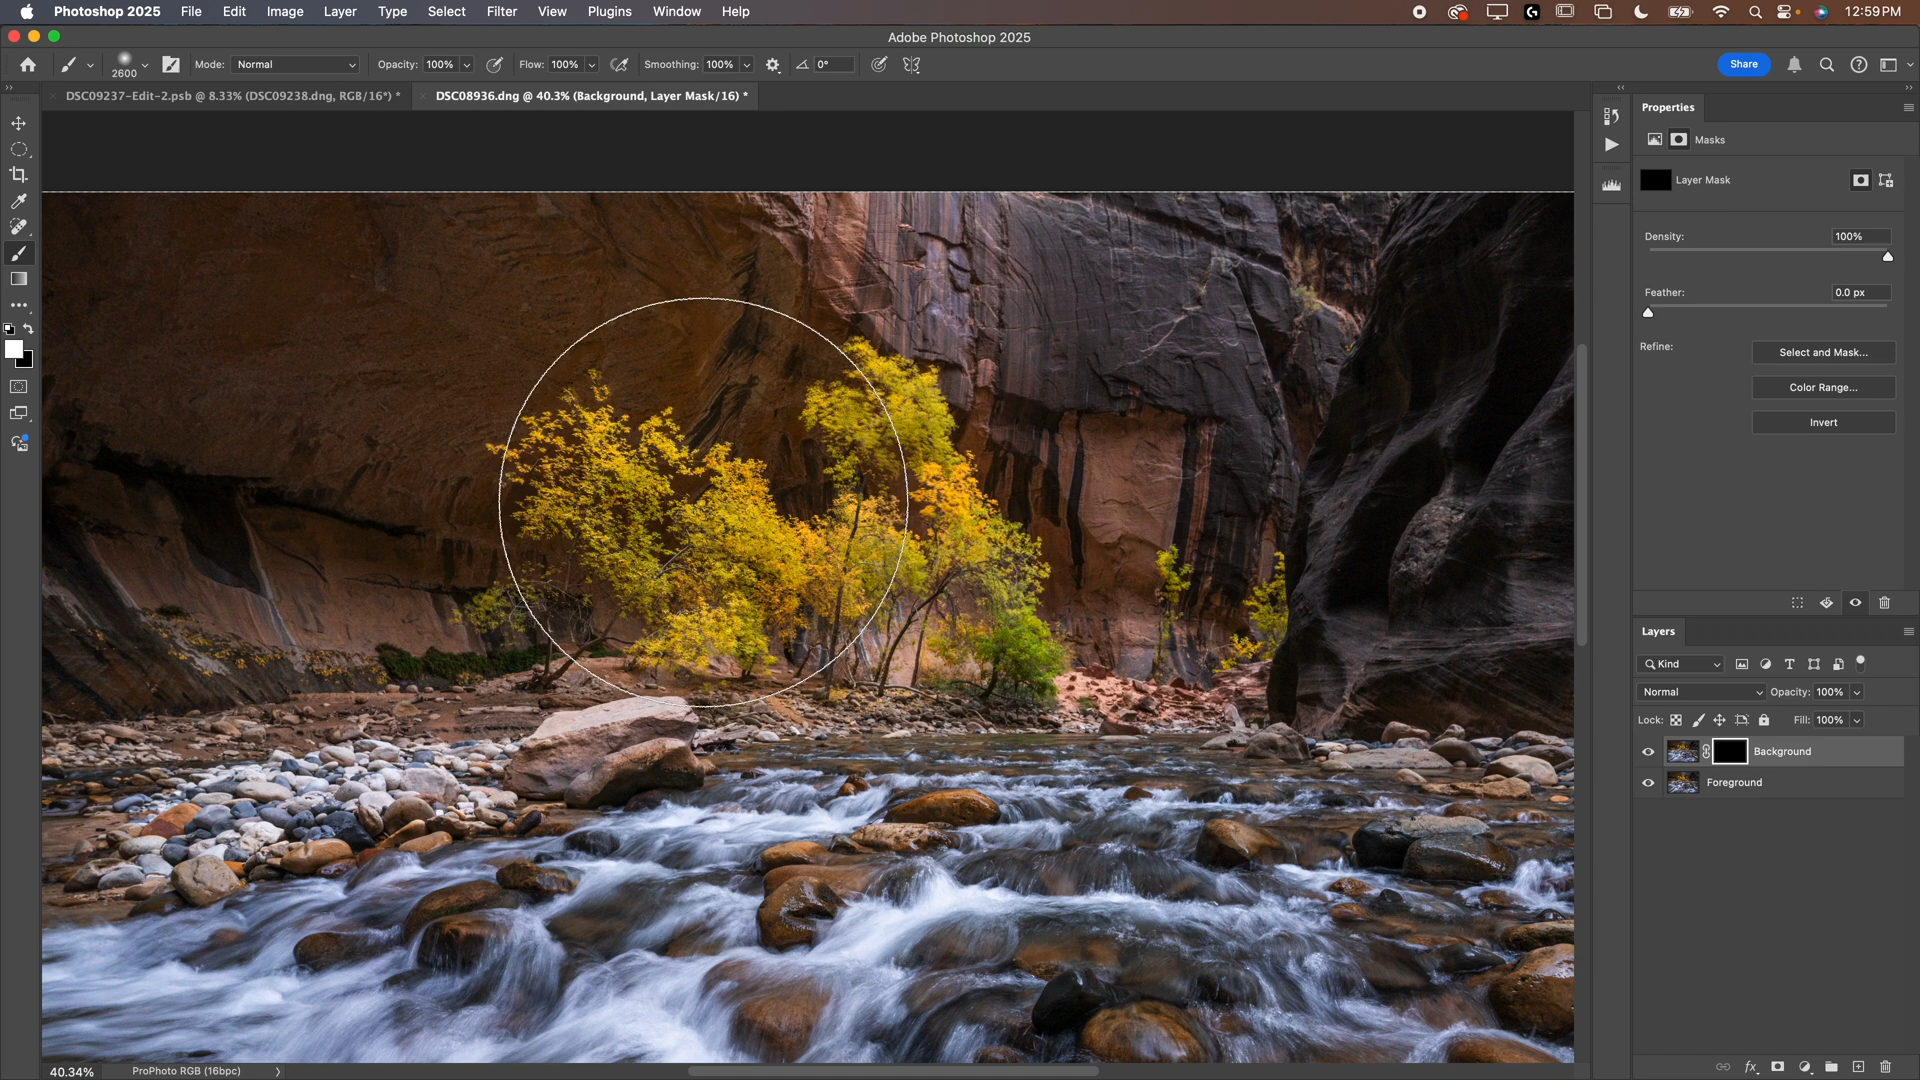 Photoshop 2025 File Edit Image Layer Type Select Filter View Plugins Window Help 12:59 PM
Adobe Photoshop 2025
2600 Mode: Normal Opacity: 100% Flow: 100% Smoothing: 100% 0° Share
DSC09237-Edit-2.psb @ 8.33% (DSC09238.dng, RGB/16*) * DSC08936.dng @ 40.3% (Background, Layer Mask/16) *
Properties
Masks
Layer Mask
Density: 100%
Feather: 0.0 px
Refine: Select and Mask...
Color Range...
Invert
Layers
Kind
Normal Opacity: 100%
Lock: Fill: 100%
Background
Foreground
fx
40.34% ProPhoto RGB (16bpc)